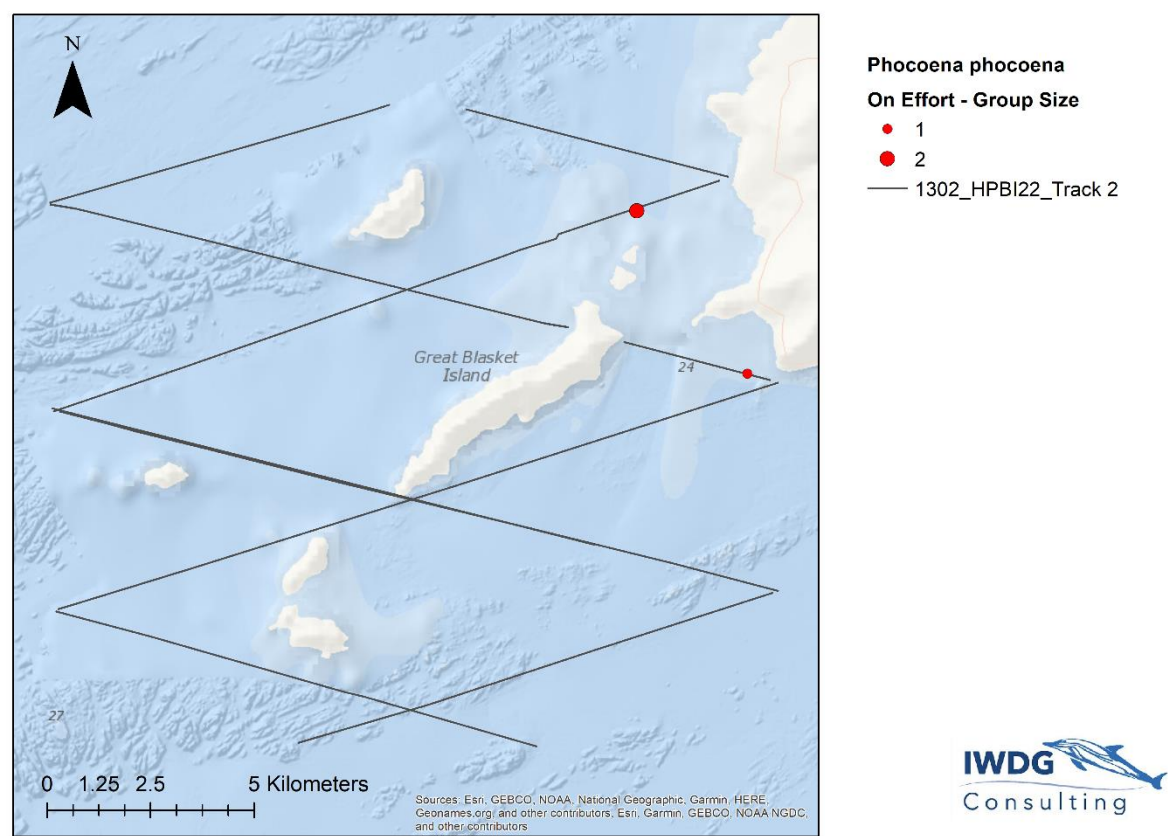 N
Great Blasket
Island
24
27
0 1.25 2.5 5 Kilometers
Sources: Esri, GEBCO, NOAA, National Geographic, Garmin, HERE,
Geonames.org, and other contributors, Esri, Garmin, GEBCO, NOAA NGDC,
and other contributors
Phocoena phocoena
On Effort - Group Size
1
2
1302_HPBI22_Track 2
IWDG
Consulting